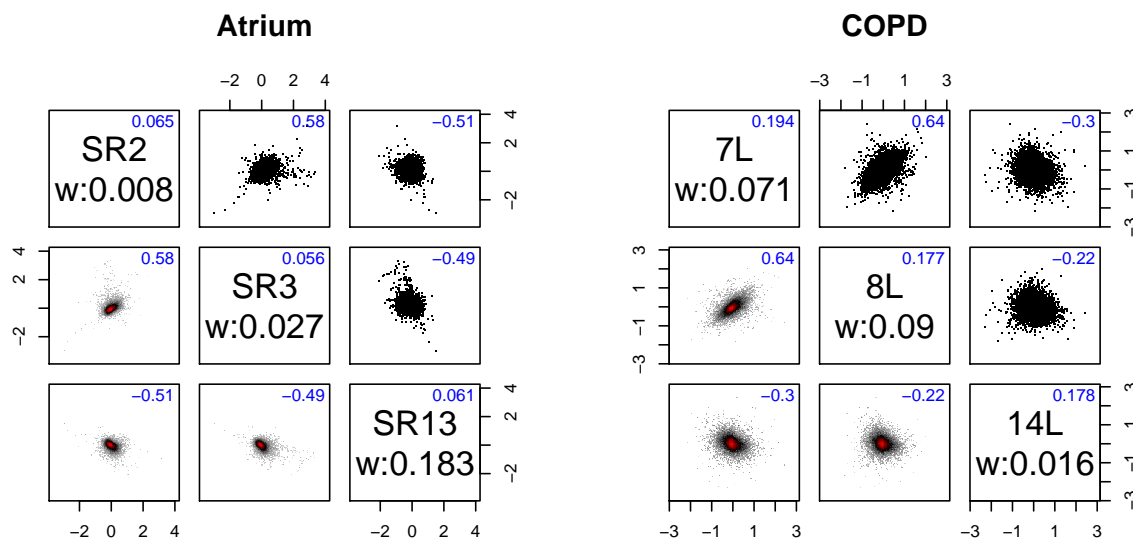 Atrium COPD
−2 0 2 4 −3 −1 1 3
0.065 0.58 −0.51 4 0.194 0.64 −0.3 3
SR2 2 7L 1
w:0.008 −2 w:0.071 −1
−3
4 0.58 0.056 −0.49 3 0.64 0.177 −0.22
2 SR3 1 8L
−2 w:0.027 −1 w:0.09
−3
−0.51 −0.49 0.061 4 −0.3 −0.22 0.178 3
SR13 2 14L 1
w:0.183 −2 w:0.016 −1
−3
−2 0 2 4 −2 0 2 4 −3 −1 1 3 −3 −1 1 3